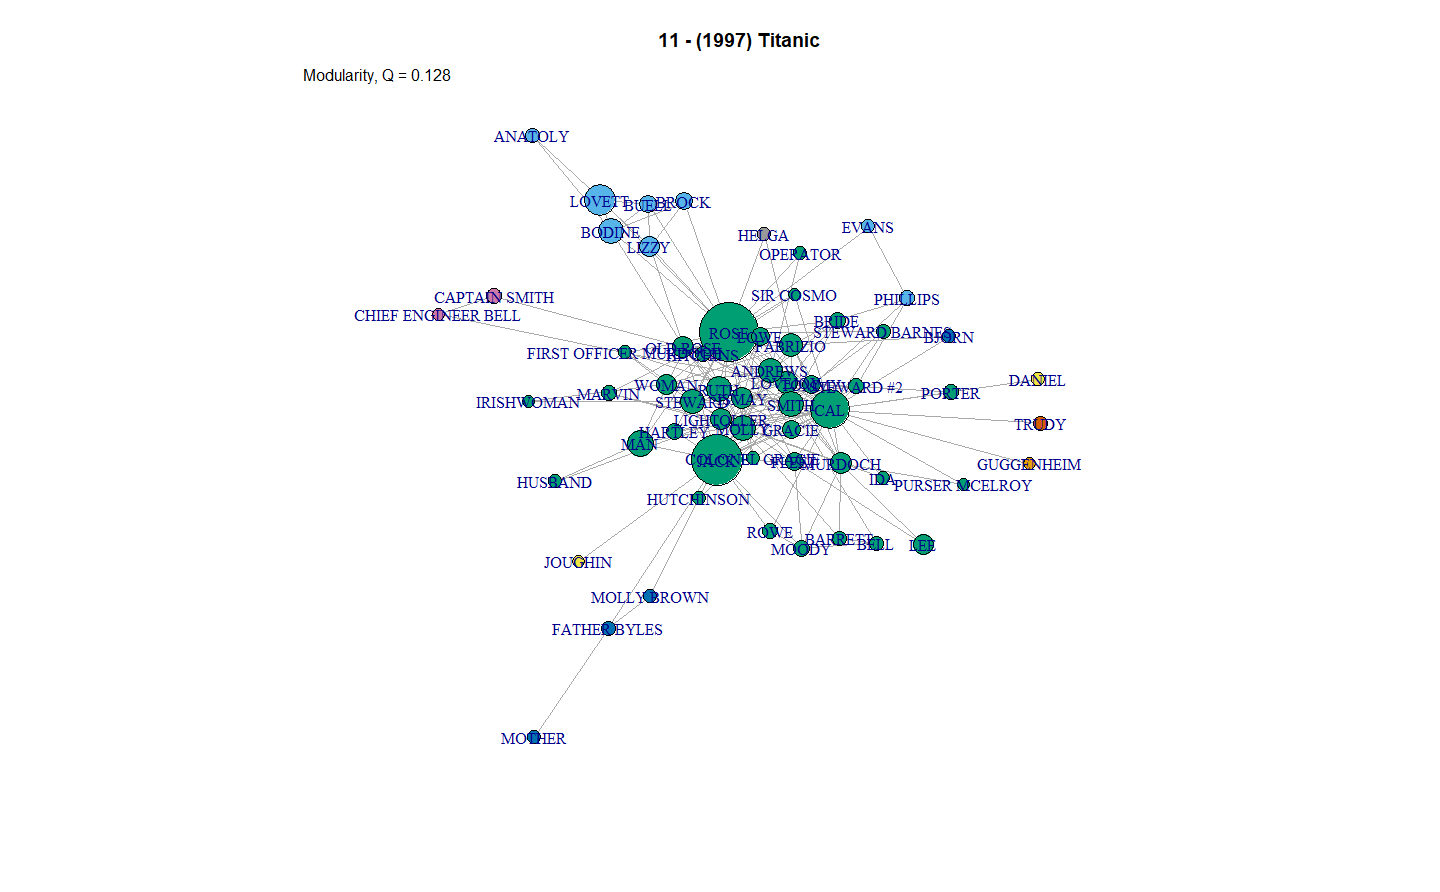 11 - (1997) Titanic
Modularity, Q = 0.128
ANATOLY
LOVETT
BUELL
BROCK
BODINE
LIZZY
HELGA
EVANS
OPERATOR
CAPTAIN SMITH
SIR COSMO
PHILLIPS
CHIEF ENGINEER BELL
BRIDE
ROSE
LOWE
STEWARD BARNES
BJORN
OLD ROSE
FABRIZIO
FIRST OFFICER MURDOCH
ANDREWS
DANIEL
WOMAN
RUTH
LOVEJOY
TOMMY
STEWARD #2
MARVIN
PORTER
IRISHWOMAN
STEWARD
ISMAY
SMITH
CAL
LIGHTOLLER
TRUDY
HARTLEY
MOLLY
GRACIE
MAN
JACK
COLONEL GRACIE
FLEET
MURDOCH
GUGGENHEIM
HUSBAND
IDA
PURSER MCELROY
HUTCHINSON
ROWE
BARRETT
MOODY
BELL
LEE
JOUGHIN
MOLLY BROWN
FATHER BYLES
MOTHER